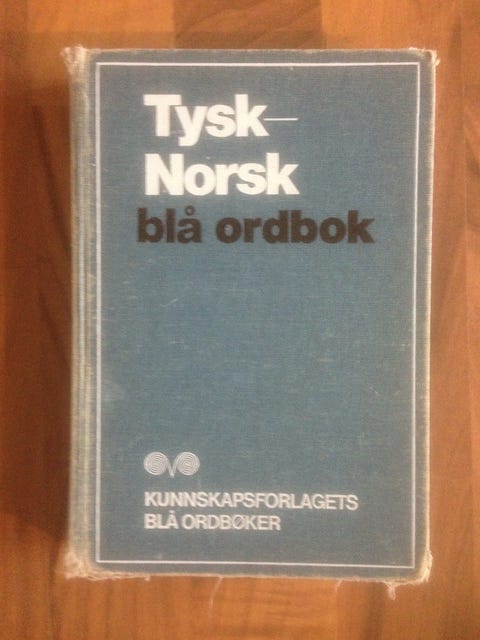 Tysk–
Norsk
blå ordbok
KUNNSKAPSFORLAGETS
BLÅ ORDBØKER